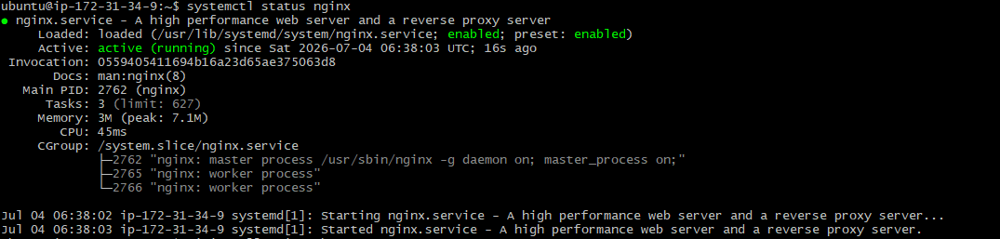 ubuntu@ip-172-31-34-9:~$ systemctl status nginx
● nginx.service - A high performance web server and a reverse proxy server
Loaded: loaded (/usr/lib/systemd/system/nginx.service; enabled; preset: enabled)
Active: active (running) since Sat 2026-07-04 06:38:03 UTC; 16s ago
Invocation: 0559405411694b16a23d65ae375063d8
Docs: man:nginx(8)
Main PID: 2762 (nginx)
Tasks: 3 (limit: 627)
Memory: 3M (peak: 7.1M)
CPU: 45ms
CGroup: /system.slice/nginx.service
├─2762 "nginx: master process /usr/sbin/nginx -g daemon on; master_process on;"
├─2765 "nginx: worker process"
└─2766 "nginx: worker process"
Jul 04 06:38:02 ip-172-31-34-9 systemd[1]: Starting nginx.service - A high performance web server and a reverse proxy server...
Jul 04 06:38:03 ip-172-31-34-9 systemd[1]: Started nginx.service - A high performance web server and a reverse proxy server.